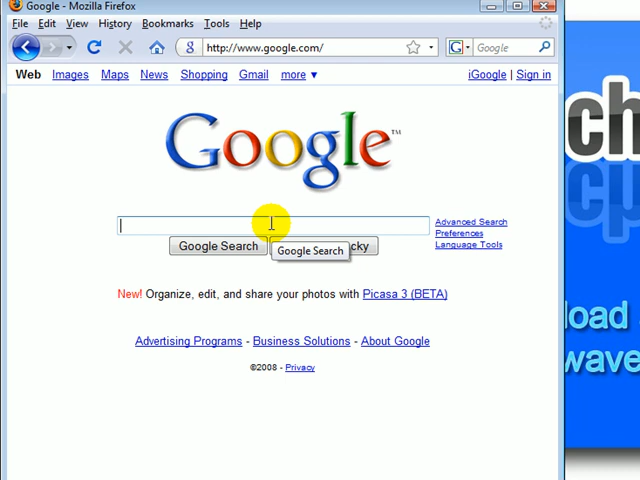 Google - Mozilla Firefox
File Edit View History Bookmarks Tools Help
http://www.google.com/ Google
Web Images Maps News Shopping Gmail more ▼ iGoogle | Sign in
Google™
Advanced Search
Preferences
Language Tools
Google Search cky
Google Search
New! Organize, edit, and share your photos with Picasa 3 (BETA)
Advertising Programs - Business Solutions - About Google
©2008 - Privacy
ch
load
wave